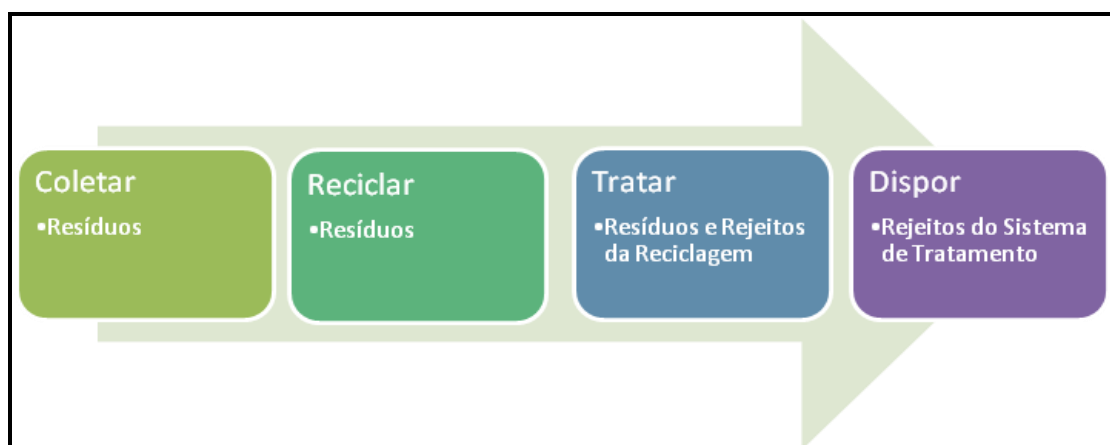 Coletar
•Resíduos
Reciclar
•Resíduos
Tratar
•Resíduos e Rejeitos
da Reciclagem
Dispor
•Rejeitos do Sistema
de Tratamento